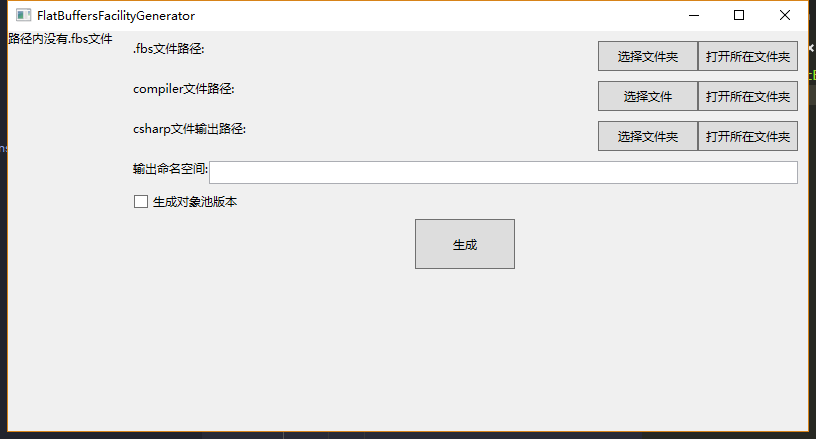 FlatBuffersFacilityGenerator
路径内没有.fbs文件
.fbs文件路径: 选择文件夹 打开所在文件夹
compiler文件路径: 选择文件 打开所在文件夹
csharp文件输出路径: 选择文件夹 打开所在文件夹
输出命名空间:
生成对象池版本
生成